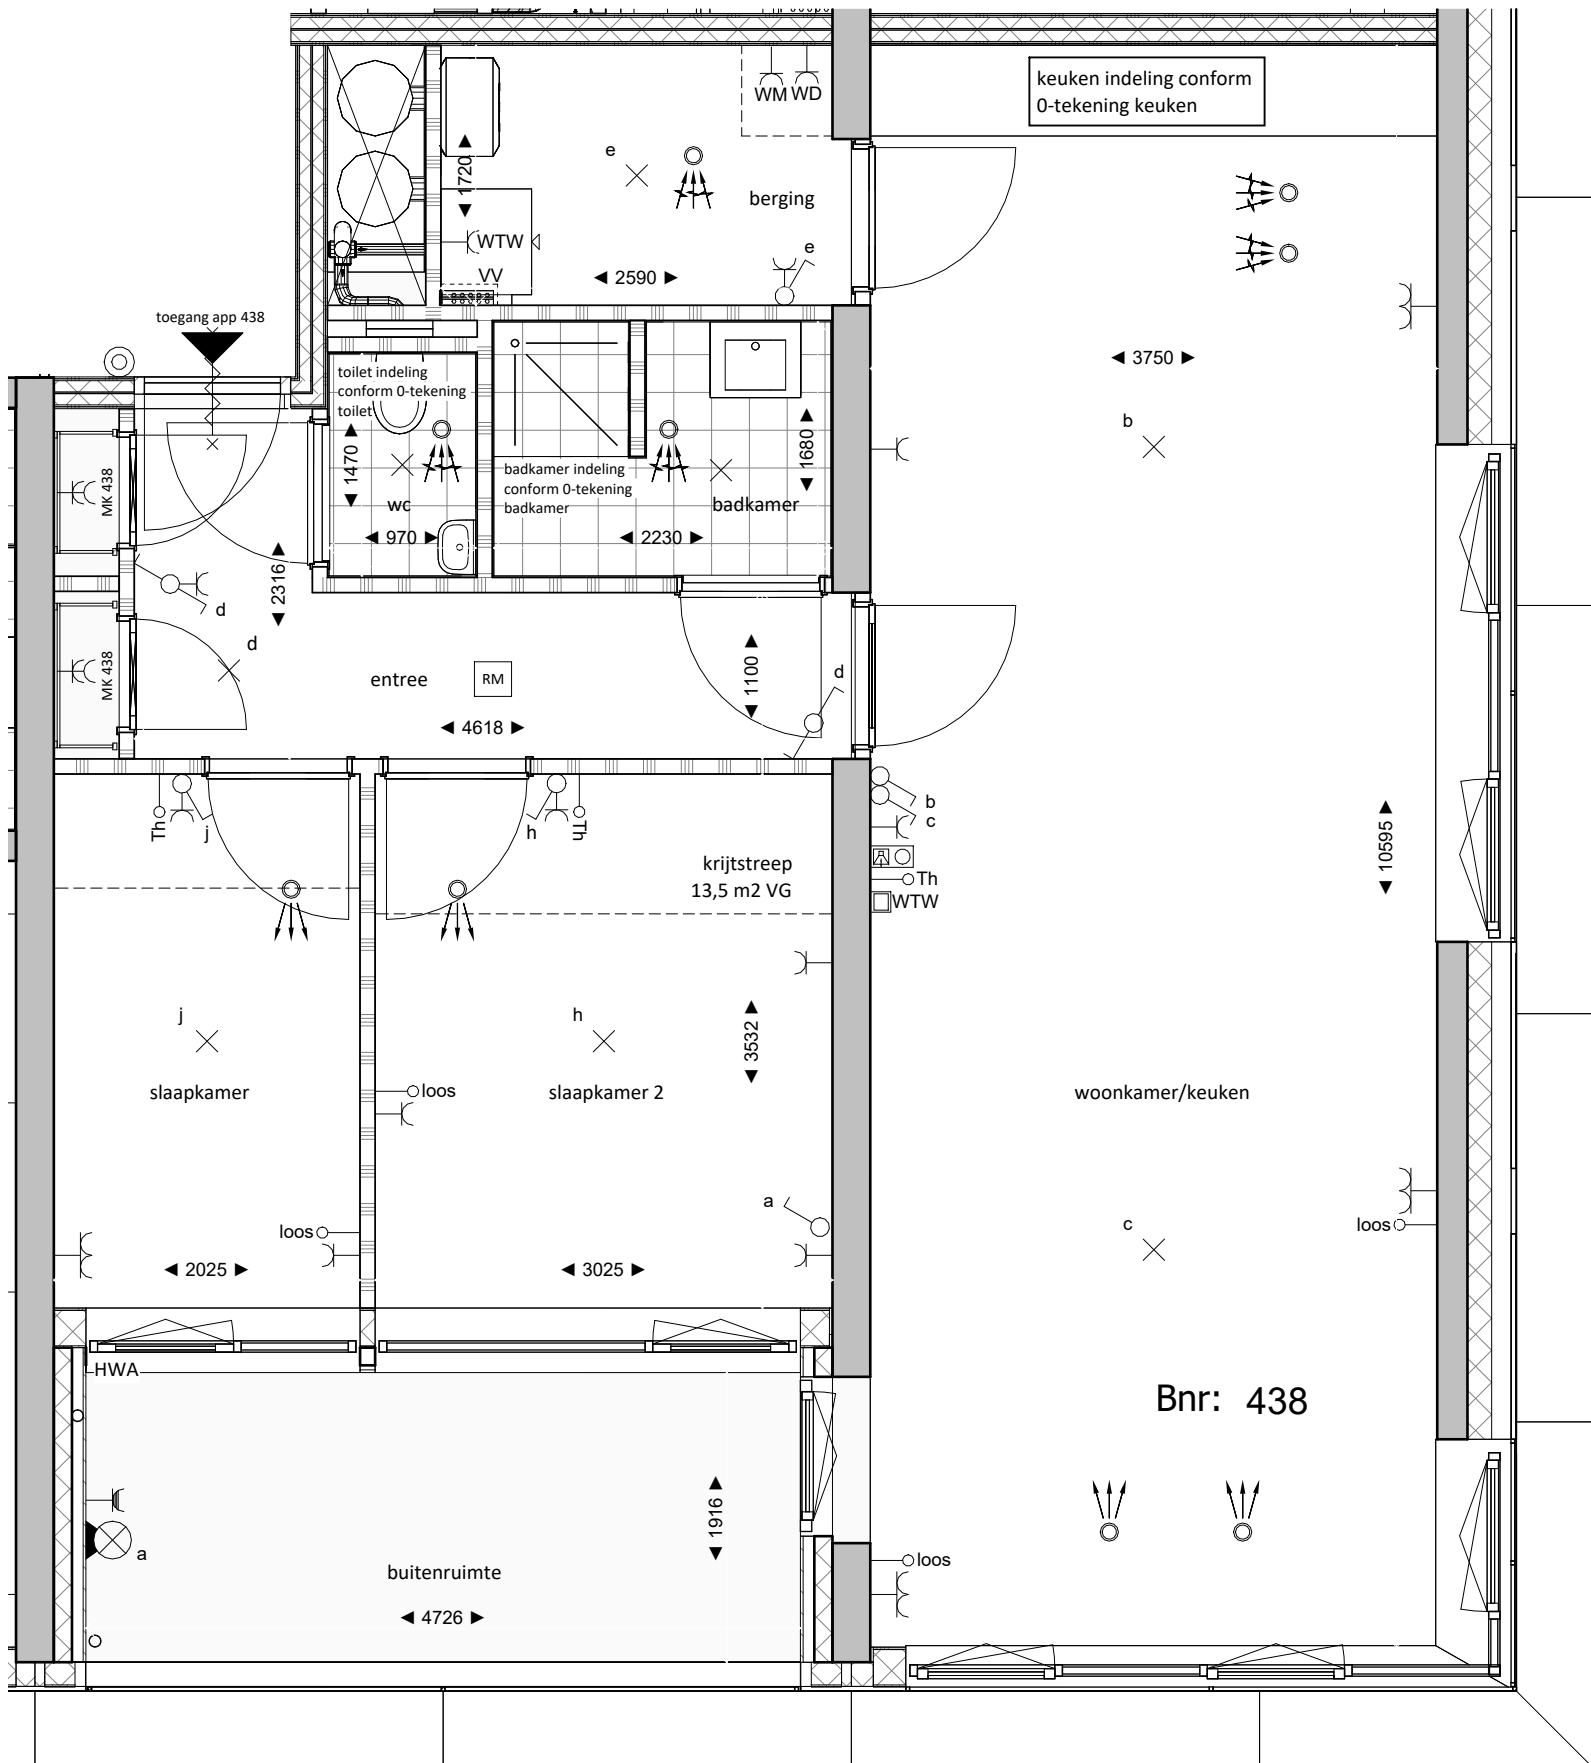 keuken indeling conform
0-tekening keuken
WM WD
1720
e
berging
WTW
VV
2590
e
toegang app 438
3750
toilet indeling
conform 0-tekening
toilet
1470
wc
970
badkamer indeling
conform 0-tekening
badkamer
1680
badkamer
2230
b
MK 438
d
2316
MK 438
d
entree
RM
4618
1100
d
Th
j
h
Th
b
c
Th
WTW
10595
krijtstreep
13,5 m2 VG
j
h
3532
slaapkamer
loos
slaapkamer 2
woonkamer/keuken
a
c
loos
loos
2025
3025
HWA
Bnr: 438
1916
a
buitenruimte
loos
4726